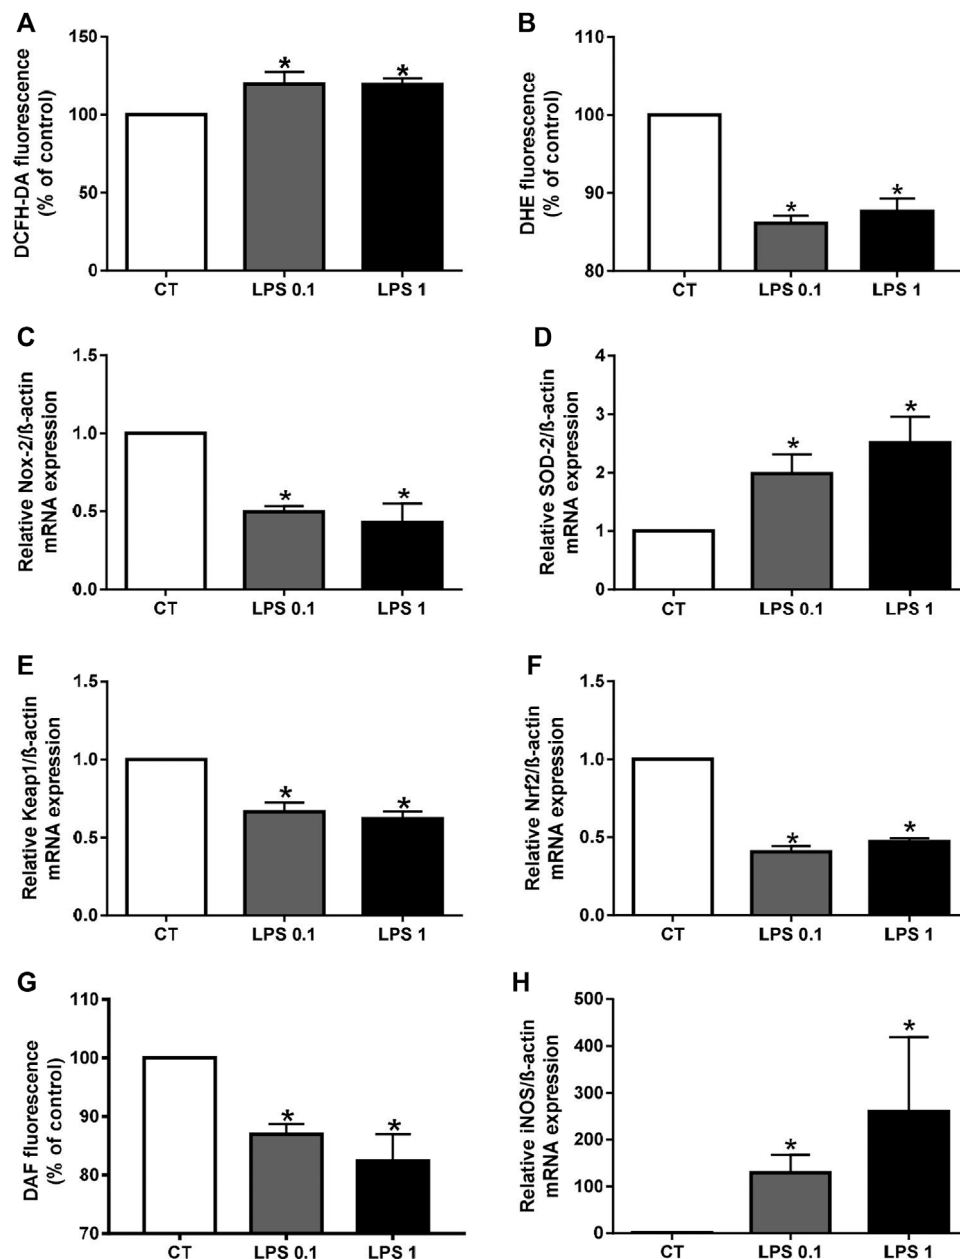 A
DCFH-DA fluorescence
(% of control)
150
100
50
0
*
*
CT
LPS 0.1
LPS 1
B
DHE fluorescence
(% of control)
110
100
90
80
*
*
CT
LPS 0.1
LPS 1
C
Relative Nox-2/ß-actin
mRNA expression
1.5
1.0
0.5
0.0
*
*
CT
LPS 0.1
LPS 1
D
Relative SOD-2/ß-actin
mRNA expression
4
3
2
1
0
*
*
CT
LPS 0.1
LPS 1
E
Relative Keap1/ß-actin
mRNA expression
1.5
1.0
0.5
0.0
*
*
CT
LPS 0.1
LPS 1
F
Relative Nrf2/ß-actin
mRNA expression
1.5
1.0
0.5
0.0
*
*
CT
LPS 0.1
LPS 1
G
DAF fluorescence
(% of control)
110
100
90
80
70
*
*
CT
LPS 0.1
LPS 1
H
Relative iNOS/ß-actin
mRNA expression
500
400
300
200
100
0
*
*
CT
LPS 0.1
LPS 1